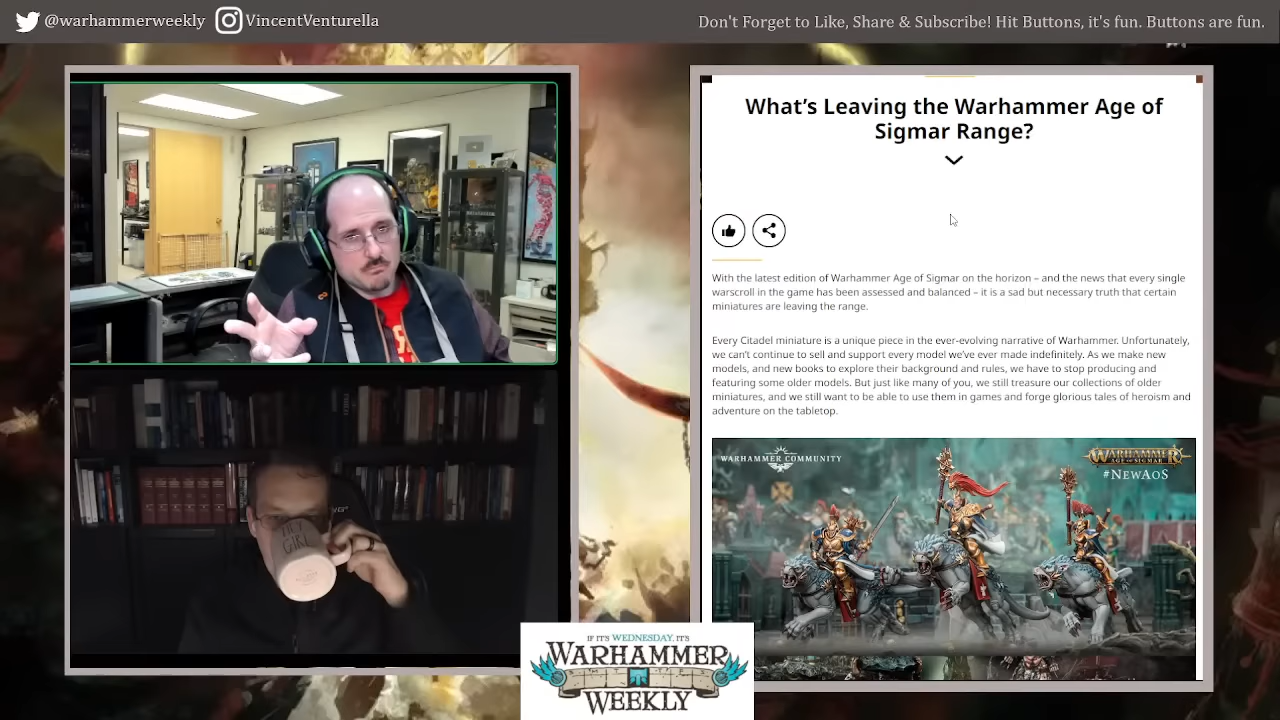 @warhammerweekly
VincentVenturella
Don't Forget to Like, Share & Subscribe! Hit Buttons, it's fun. Buttons are fun.
What's Leaving the Warhammer Age of
Sigmar Range?
With the latest edition of Warhammer Age of Sigmar on the horizon – and the news that every single
warscroll in the game has been assessed and balanced – it is a sad but necessary truth that certain
miniatures are leaving the range.
Every Citadel miniature is a unique piece in the ever-evolving narrative of Warhammer. Unfortunately,
we can't continue to sell and support every model we've ever made indefinitely. As we make new
models, and new books to explore their background and rules, we have to stop producing and
featuring some older models. But just like many of you, we still treasure our collections of older
miniatures, and we still want to be able to use them in games and forge glorious tales of heroism and
adventure on the tabletop.
WARHAMMER COMMUNITY
WARHAMMER
AGE OF SIGMAR
#NEWAOS
GIRL
IF IT'S WEDNESDAY, IT'S
WARHAMMER
WEEKLY